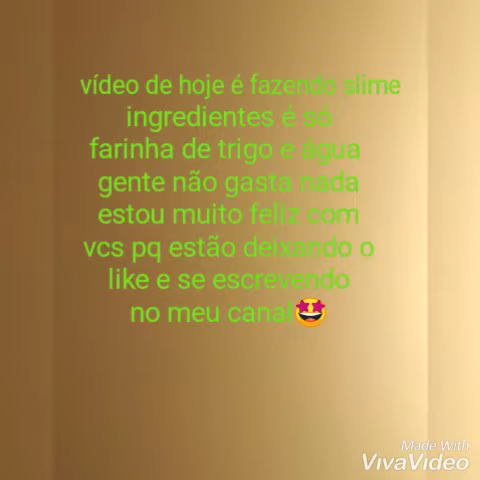 vídeo de hoje é fazendo slime
ingredientes é só
farinha de trigo e água
gente não gasta nada
estou muito feliz com
vcs pq estão deixando o
like e se escrevendo
no meu canal🤩
Made With
VivaVideo